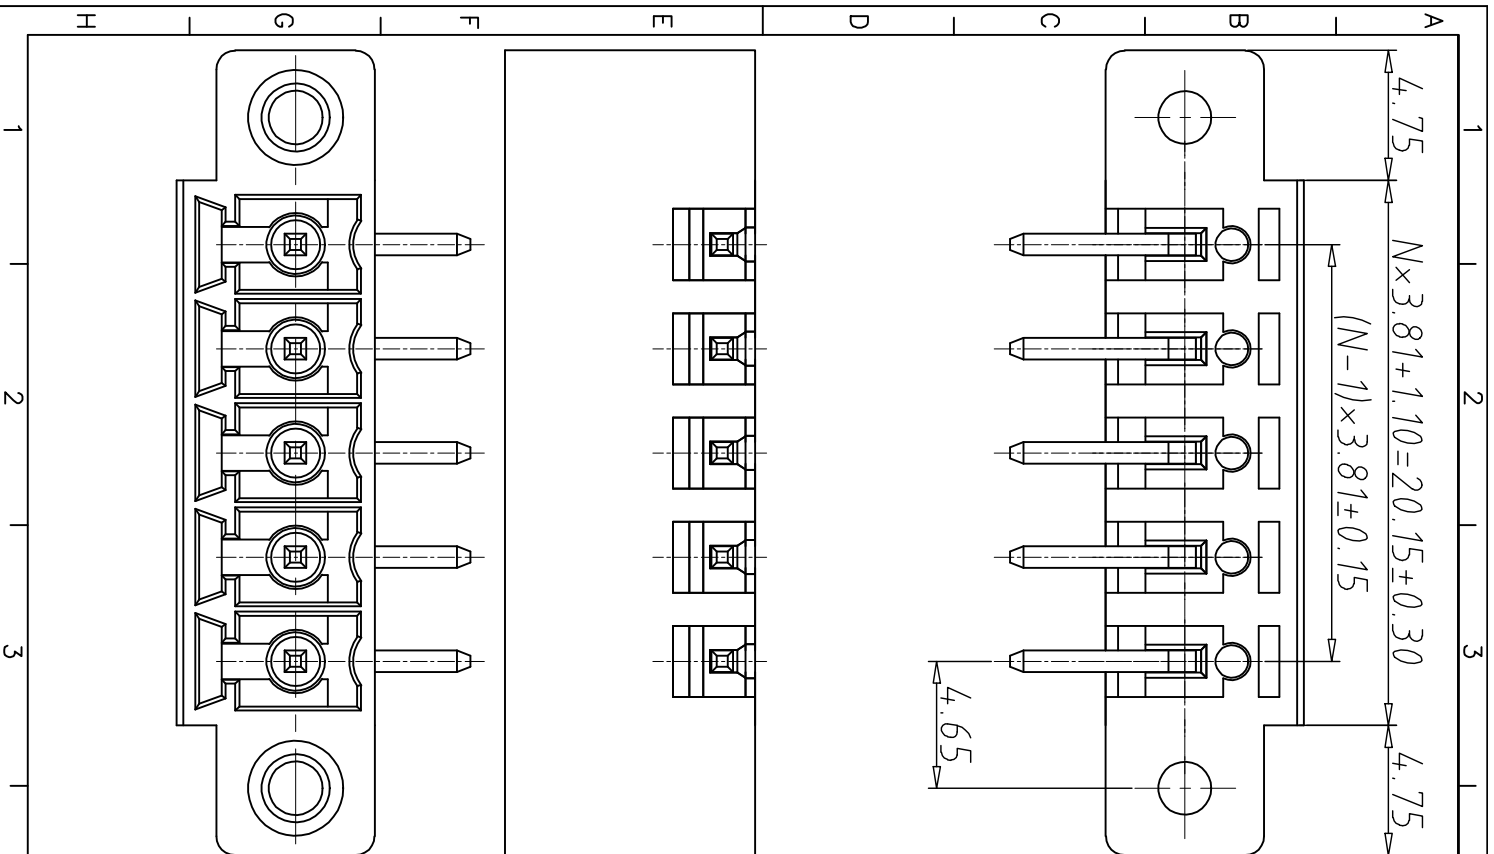 A
B
C
D
E
F
G
H
1
2
3
1
2
3
4.75
N×3.81+1.10=20.15±0.30
4.75
(N-1)×3.81±0.15
4.65